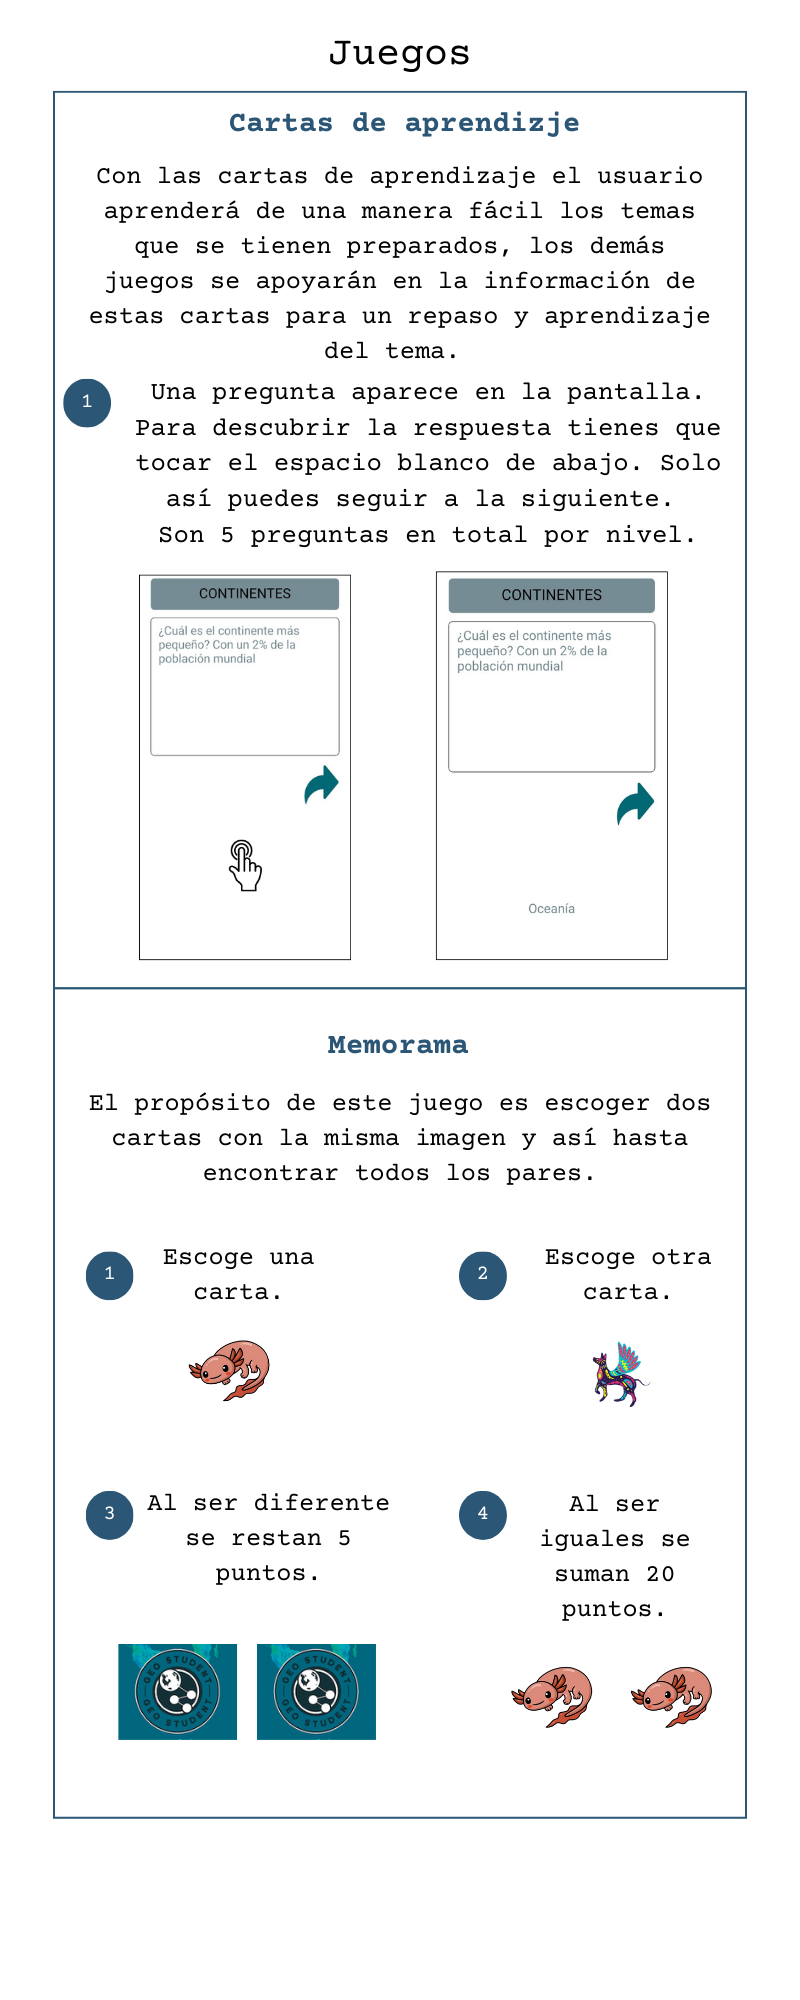 Juegos
Cartas de aprendizje
Con las cartas de aprendizaje el usuario
aprenderá de una manera fácil los temas
que se tienen preparados, los demás
juegos se apoyarán en la información de
estas cartas para un repaso y aprendizaje
del tema.
1
Una pregunta aparece en la pantalla.
Para descubrir la respuesta tienes que
tocar el espacio blanco de abajo. Solo
así puedes seguir a la siguiente.
Son 5 preguntas en total por nivel.
CONTINENTES
¿Cuál es el continente más
pequeño? Con un 2% de la
población mundial
CONTINENTES
¿Cuál es el continente más
pequeño? Con un 2% de la
población mundial
Oceanía
Memorama
El propósito de este juego es escoger dos
cartas con la misma imagen y así hasta
encontrar todos los pares.
1
Escoge una
carta.
2
Escoge otra
carta.
3
Al ser diferente
se restan 5
puntos.
4
Al ser
iguales se
suman 20
puntos.
GEO STUDENT
GEO STUDENT
GEO STUDENT
GEO STUDENT